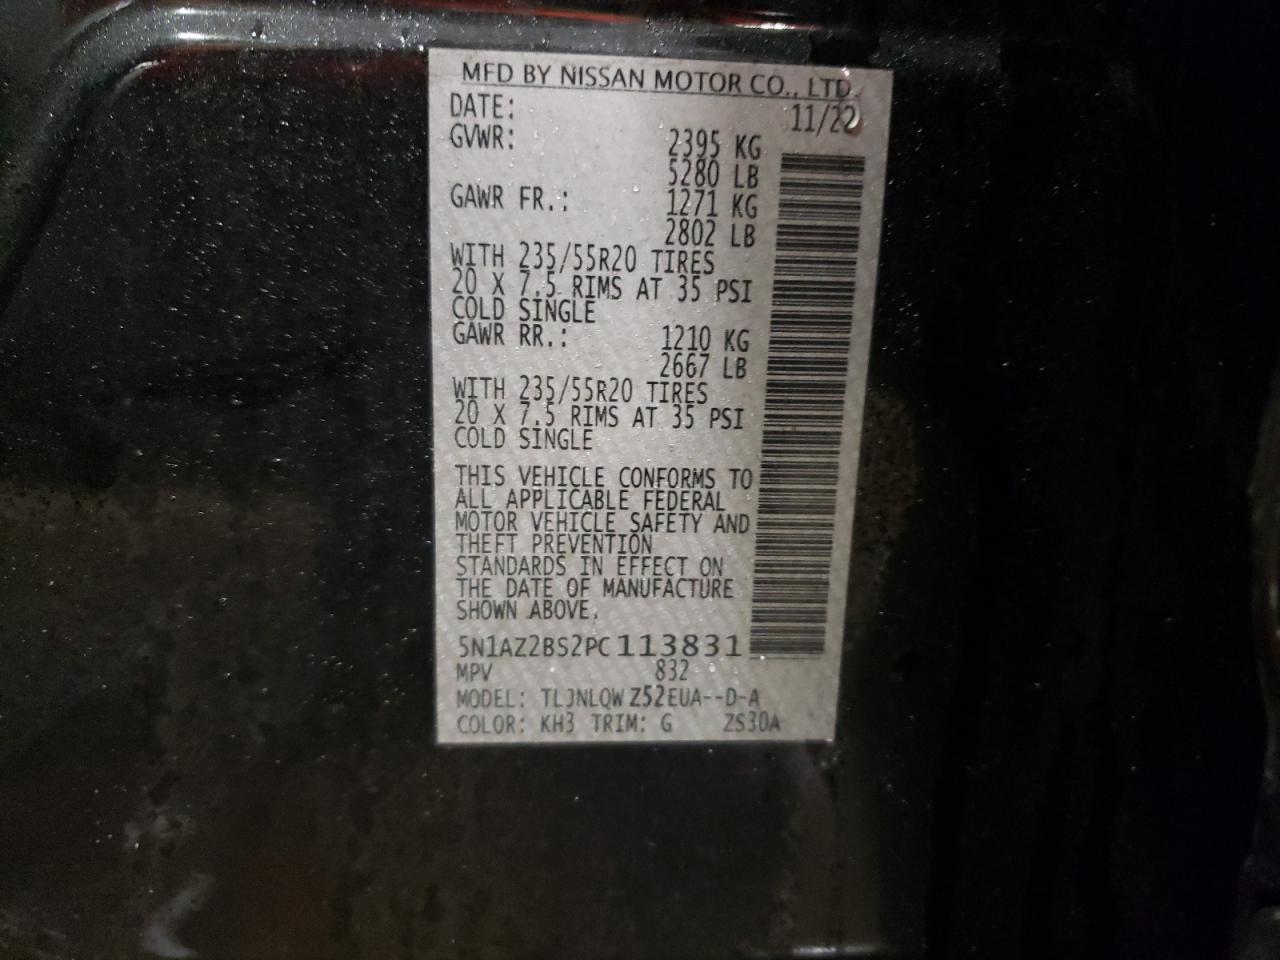 MFD BY NISSAN MOTOR CO., LTD.
DATE: 11/22
GVWR: 2395 KG
5280 LB
GAWR FR.: 1271 KG
2802 LB
WITH 235/55R20 TIRES
20 X 7.5 RIMS AT 35 PSI
COLD SINGLE
GAWR RR.: 1210 KG
2667 LB
WITH 235/55R20 TIRES
20 X 7.5 RIMS AT 35 PSI
COLD SINGLE
THIS VEHICLE CONFORMS TO
ALL APPLICABLE FEDERAL
MOTOR VEHICLE SAFETY AND
THEFT PREVENTION
STANDARDS IN EFFECT ON
THE DATE OF MANUFACTURE
SHOWN ABOVE.
5N1AZ2BS2PC113831
MPV 832
MODEL: TLJNLQW Z52EUA--D-A
COLOR: KH3 TRIM: G ZS30A